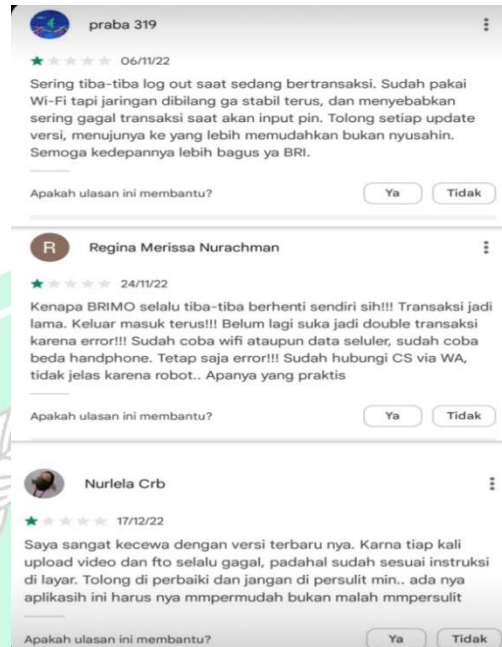 praba 319
06/11/22
Sering tiba-tiba log out saat sedang bertransaksi. Sudah pakai
Wi-Fi tapi jaringan dibilang ga stabil terus, dan menyebabkan
sering gagal transaksi saat akan input pin. Tolong setiap update
versi, menujunya ke yang lebih memudahkan bukan nyusahin.
Semoga kedepannya lebih bagus ya BRI.
Apakah ulasan ini membantu? Ya Tidak
R Regina Merissa Nurachman
24/11/22
Kenapa BRIMO selalu tiba-tiba berhenti sendiri sih!!! Transaksi jadi
lama. Keluar masuk terus!!! Belum lagi suka jadi double transaksi
karena error!!! Sudah coba wifi ataupun data seluler, sudah coba
beda handphone. Tetap saja error!!! Sudah hubungi CS via WA,
tidak jelas karena robot.. Apanya yang praktis
Apakah ulasan ini membantu? Ya Tidak
Nurlela Crb
17/12/22
Saya sangat kecewa dengan versi terbaru nya. Karna tiap kali
upload video dan fto selalu gagal, padahal sudah sesuai instruksi
di layar. Tolong di perbaiki dan jangan di persulit min.. ada nya
aplikasih ini harus nya mmpermudah bukan malah mmpersulit
Apakah ulasan ini membantu? Ya Tidak